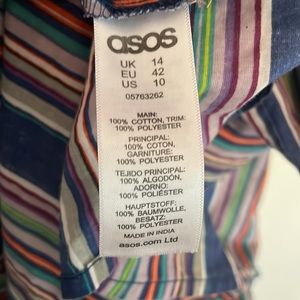 asos
UK 14
EU 42
US 10
05763262
MAIN:
100% COTTON, TRIM:
100% POLYESTER
PRINCIPAL:
100% COTON,
GARNITURE:
100% POLYESTER
TEJIDO PRINCIPAL:
100% ALGODÓN,
ADORNO:
100% POLIÉSTER
HAUPTSTOFF:
100% BAUMWOLLE,
BESATZ:
100% POLYESTER
MADE IN INDIA
asos.com Ltd